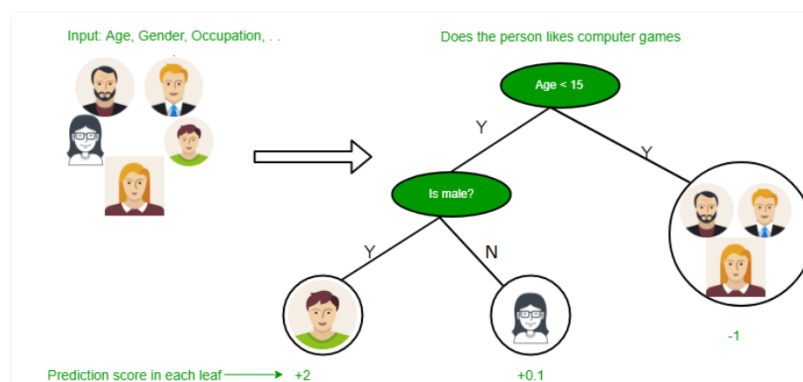 Input: Age, Gender, Occupation, . .
Does the person likes computer games
Age < 15
Y
Y
Is male?
Y
N
-1
Prediction score in each leaf
+2
+0.1